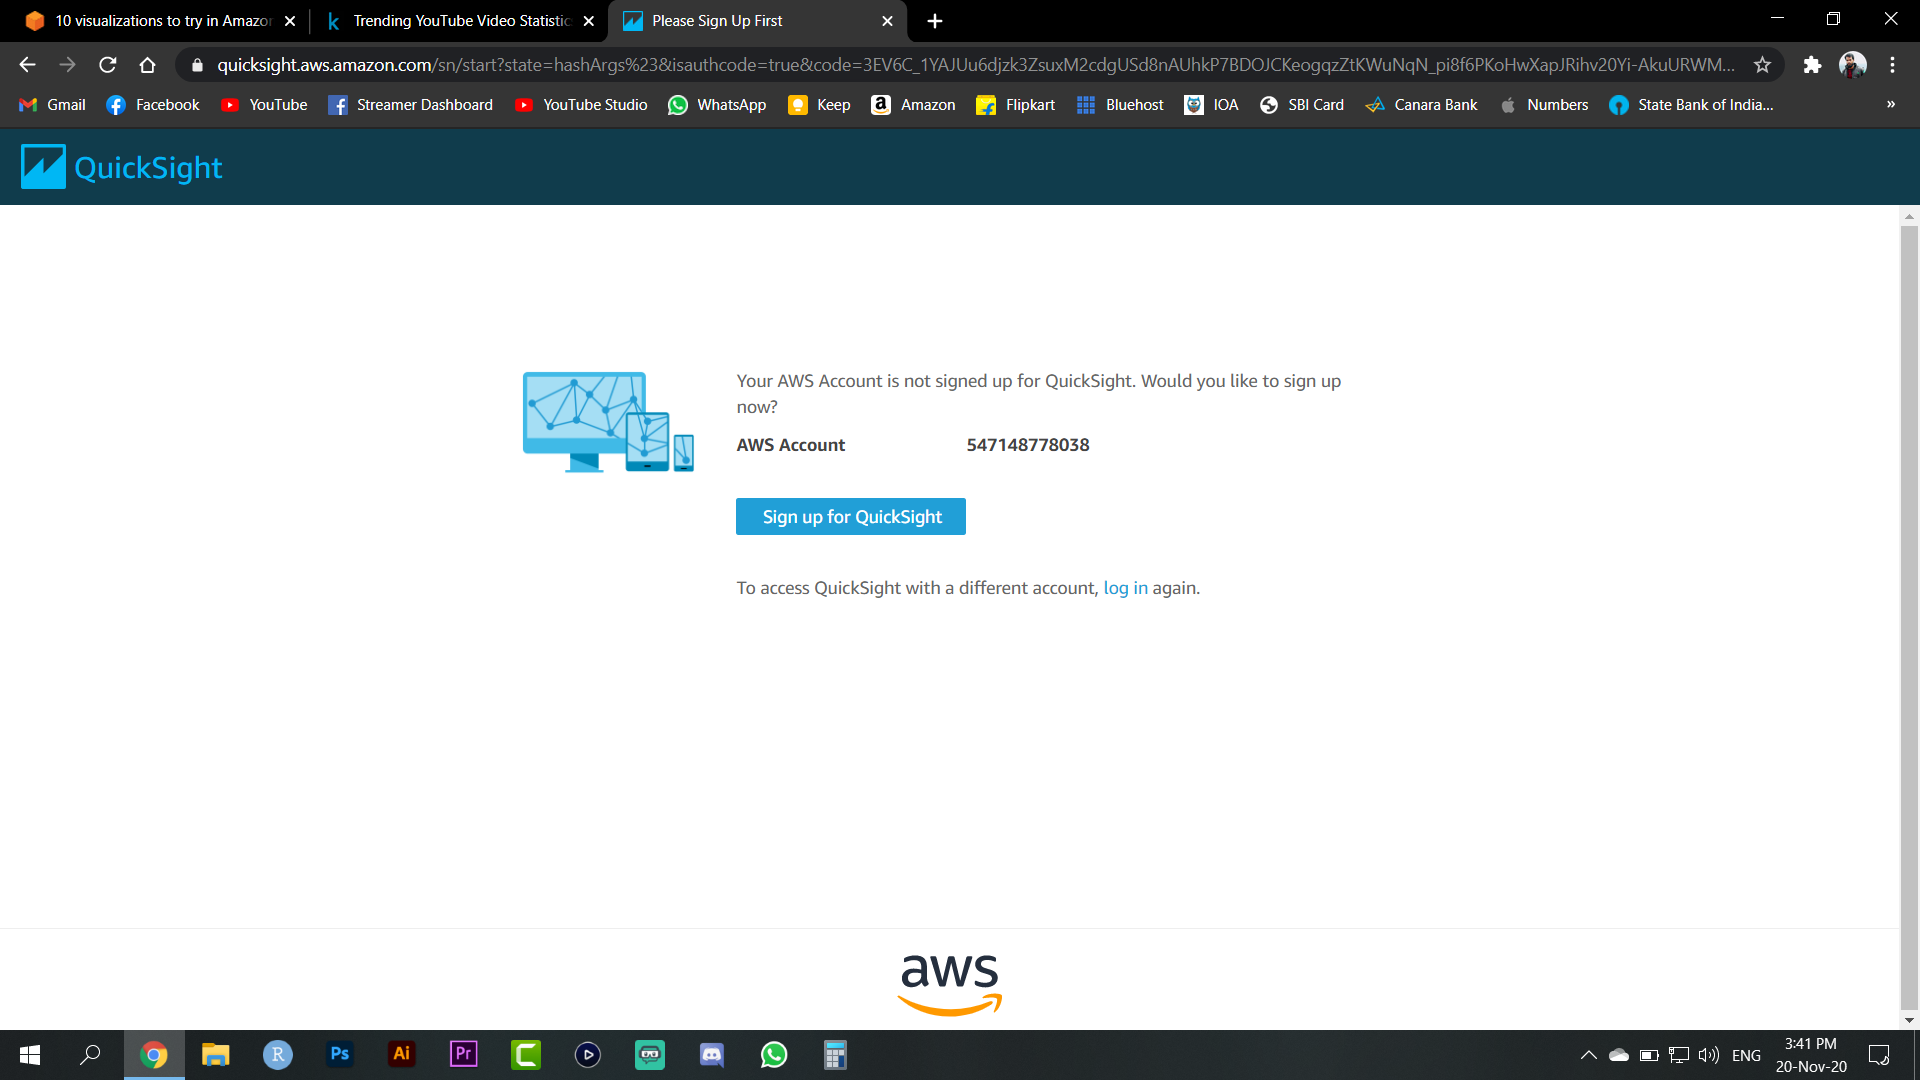 10 visualizations to try in Amazon
Trending YouTube Video Statistic
Please Sign Up First
quicksight.aws.amazon.com/sn/start?state=hashArgs%23&isauthcode=true&code=3EV6C_1YAJUu6djzk3ZsuxM2cdgUSd8nAUhkP7BDOJCKeogqzZtKWuNqN_pi8f6PKoHwXapJRihv20Yi-AkuURWM...
Gmail Facebook YouTube Streamer Dashboard YouTube Studio WhatsApp Keep Amazon Flipkart Bluehost IOA SBI Card Canara Bank Numbers State Bank of India... »
QuickSight
Your AWS Account is not signed up for QuickSight. Would you like to sign up
now?
AWS Account 547148778038
Sign up for QuickSight
To access QuickSight with a different account, log in again.
aws
R Ps Ai Pr C
ENG
3:41 PM
20-Nov-20